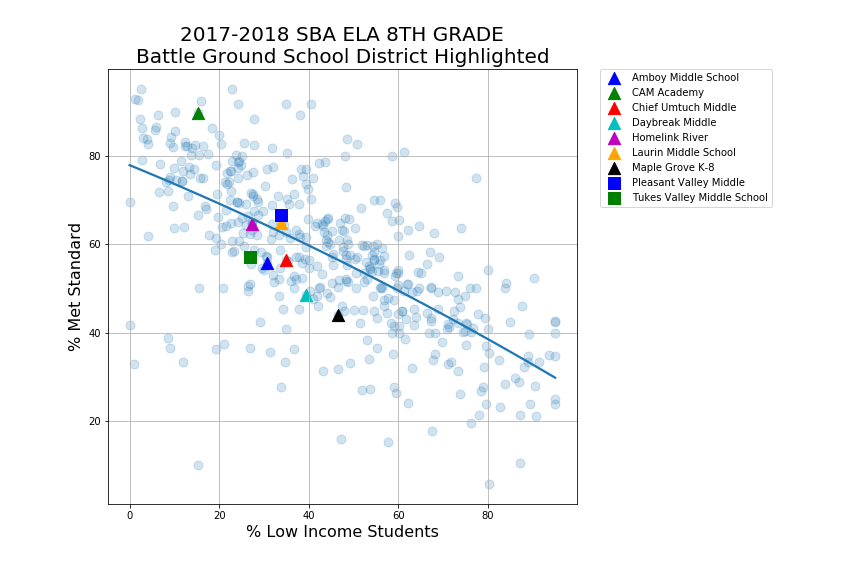 2017-2018 SBA ELA 8TH GRADE
Battle Ground School District Highlighted
Amboy Middle School
CAM Academy
Chief Umtuch Middle
Daybreak Middle
Homelink River
Laurin Middle School
Maple Grove K-8
Pleasant Valley Middle
Tukes Valley Middle School
% Met Standard
80
60
40
20
0 20 40 60 80
% Low Income Students